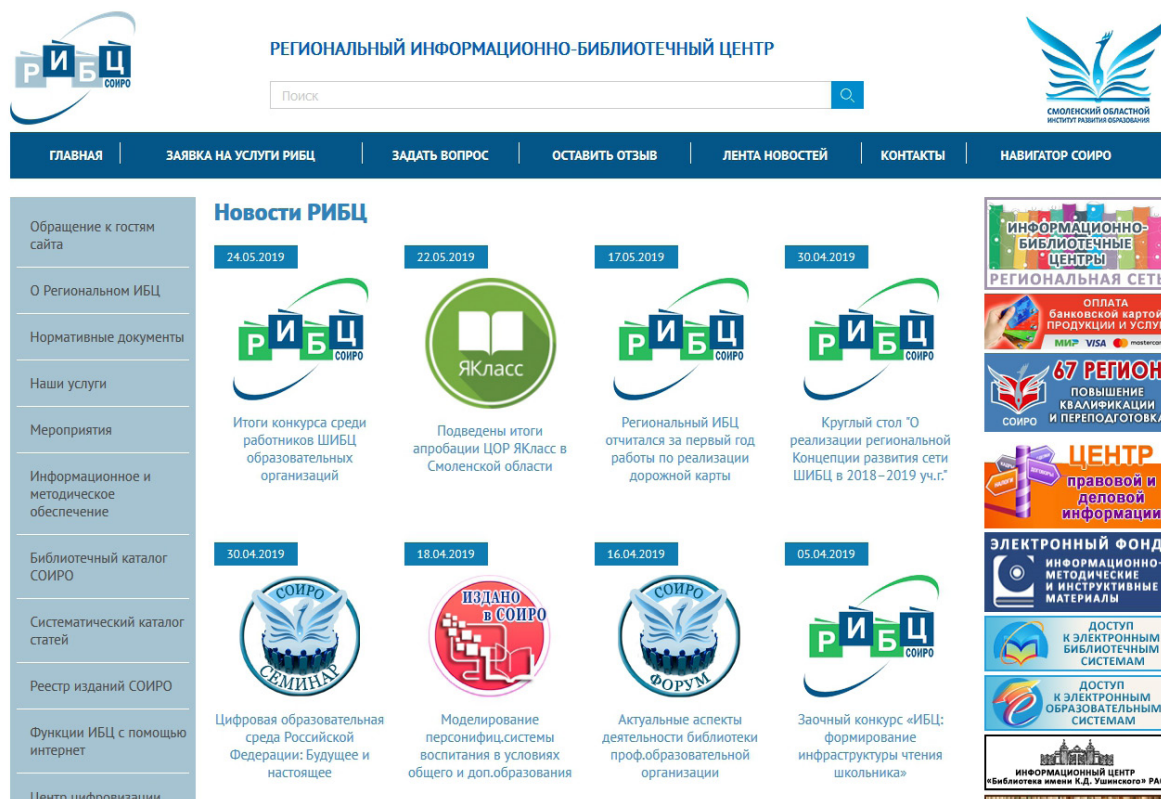 РИБЦ
СОИРО
РЕГИОНАЛЬНЫЙ ИНФОРМАЦИОННО-БИБЛИОТЕЧНЫЙ ЦЕНТР
Поиск
СМОЛЕНСКИЙ ОБЛАСТНОЙ
ИНСТИТУТ РАЗВИТИЯ ОБРАЗОВАНИЯ
ГЛАВНАЯ
ЗАЯВКА НА УСЛУГИ РИБЦ
ЗАДАТЬ ВОПРОС
ОСТАВИТЬ ОТЗЫВ
ЛЕНТА НОВОСТЕЙ
КОНТАКТЫ
НАВИГАТОР СОИРО
Обращение к гостям
сайта
О Региональном ИБЦ
Нормативные документы
Наши услуги
Мероприятия
Информационное и
методическое
обеспечение
Библиотечный каталог
СОИРО
Систематический каталог
статей
Реестр изданий СОИРО
Функции ИБЦ с помощью
интернет
Центр цифровизации
Новости РИБЦ
24.05.2019
РИБЦ
СОИРО
Итоги конкурса среди
работников ШИБЦ
образовательных
организаций
22.05.2019
ЯКласс
Подведены итоги
апробации ЦОР ЯКласс в
Смоленской области
17.05.2019
РИБЦ
СОИРО
Региональный ИБЦ
отчитался за первый год
работы по реализации
дорожной карты
30.04.2019
РИБЦ
СОИРО
Круглый стол "О
реализации региональной
Концепции развития сети
ШИБЦ в 2018–2019 уч.г."
30.04.2019
СОИРО
СЕМИНАР
Цифровая образовательная
среда Российской
Федерации: Будущее и
настоящее
18.04.2019
ИЗДАНО
в СОИРО
Моделирование
персонифиц.системы
воспитания в условиях
общего и доп.образования
16.04.2019
СОИРО
ФОРУМ
Актуальные аспекты
деятельности библиотеки
проф.образовательной
организации
05.04.2019
РИБЦ
СОИРО
Заочный конкурс «ИБЦ:
формирование
инфраструктуры чтения
школьника»
ИНФОРМАЦИОННО-
БИБЛИОТЕЧНЫЕ
ЦЕНТРЫ
РЕГИОНАЛЬНАЯ СЕТЬ
ОПЛАТА
банковской картой
ПРОДУКЦИИ И УСЛУГ
МИР VISA mastercard
67 РЕГИОН
ПОВЫШЕНИЕ
КВАЛИФИКАЦИИ
И ПЕРЕПОДГОТОВКА
СОИРО
ЦЕНТР
правовой и
деловой
информации
ЭЛЕКТРОННЫЙ ФОНД
ИНФОРМАЦИОННО-
МЕТОДИЧЕСКИЕ
И ИНСТРУКТИВНЫЕ
МАТЕРИАЛЫ
ДОСТУП
К ЭЛЕКТРОННЫМ
БИБЛИОТЕЧНЫМ
СИСТЕМАМ
ДОСТУП
К ЭЛЕКТРОННЫМ
ОБРАЗОВАТЕЛЬНЫМ
СИСТЕМАМ
ИНФОРМАЦИОННЫЙ ЦЕНТР
«Библиотека имени К.Д. Ушинского» РА